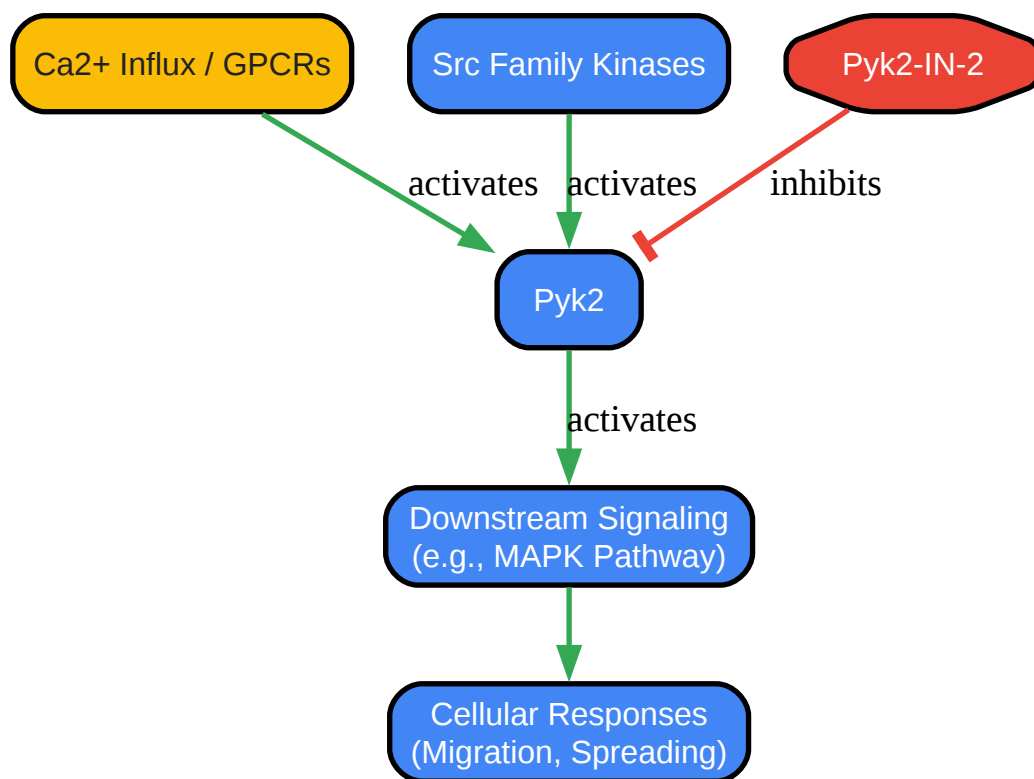 Ca2+ Influx / GPCRs
Src Family Kinases
Pyk2-IN-2
activates
activates
inhibits
Pyk2
activates
Downstream Signaling
(e.g., MAPK Pathway)
Cellular Responses
(Migration, Spreading)